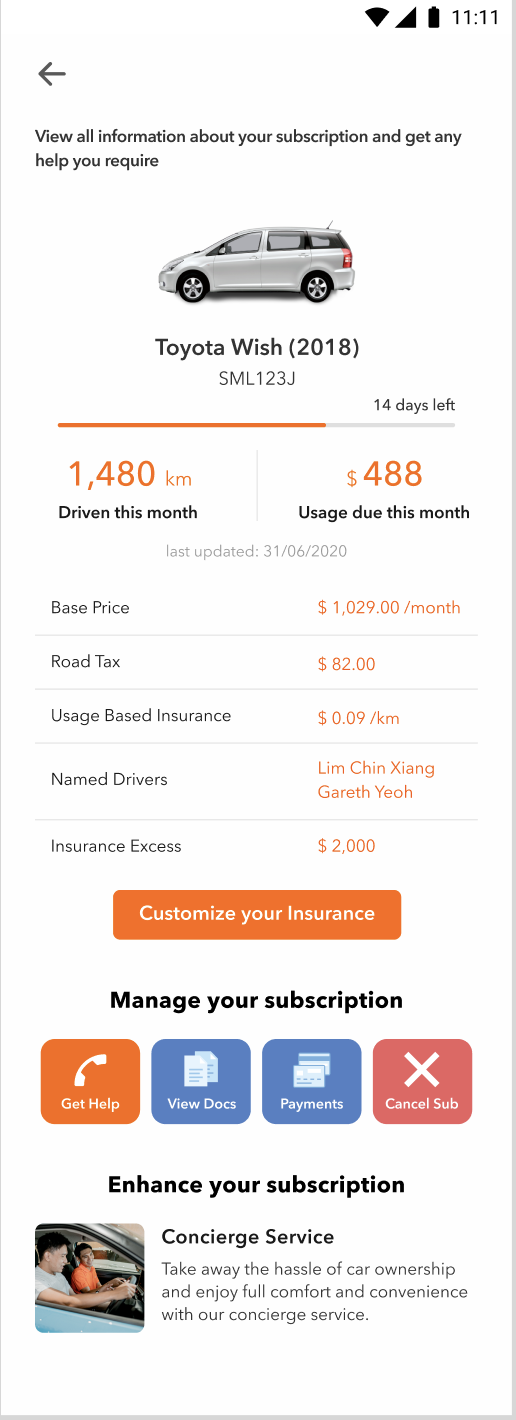 11:11
View all information about your subscription and get any
help you require
Toyota Wish (2018)
SML123J
14 days left
1,480 km
Driven this month
$ 488
Usage due this month
last updated: 31/06/2020
Base Price
$ 1,029.00 /month
Road Tax
$ 82.00
Usage Based Insurance
$ 0.09 /km
Named Drivers
Lim Chin Xiang
Gareth Yeoh
Insurance Excess
$ 2,000
Customize your Insurance
Manage your subscription
Get Help
View Docs
Payments
Cancel Sub
Enhance your subscription
Concierge Service
Take away the hassle of car ownership
and enjoy full comfort and convenience
with our concierge service.